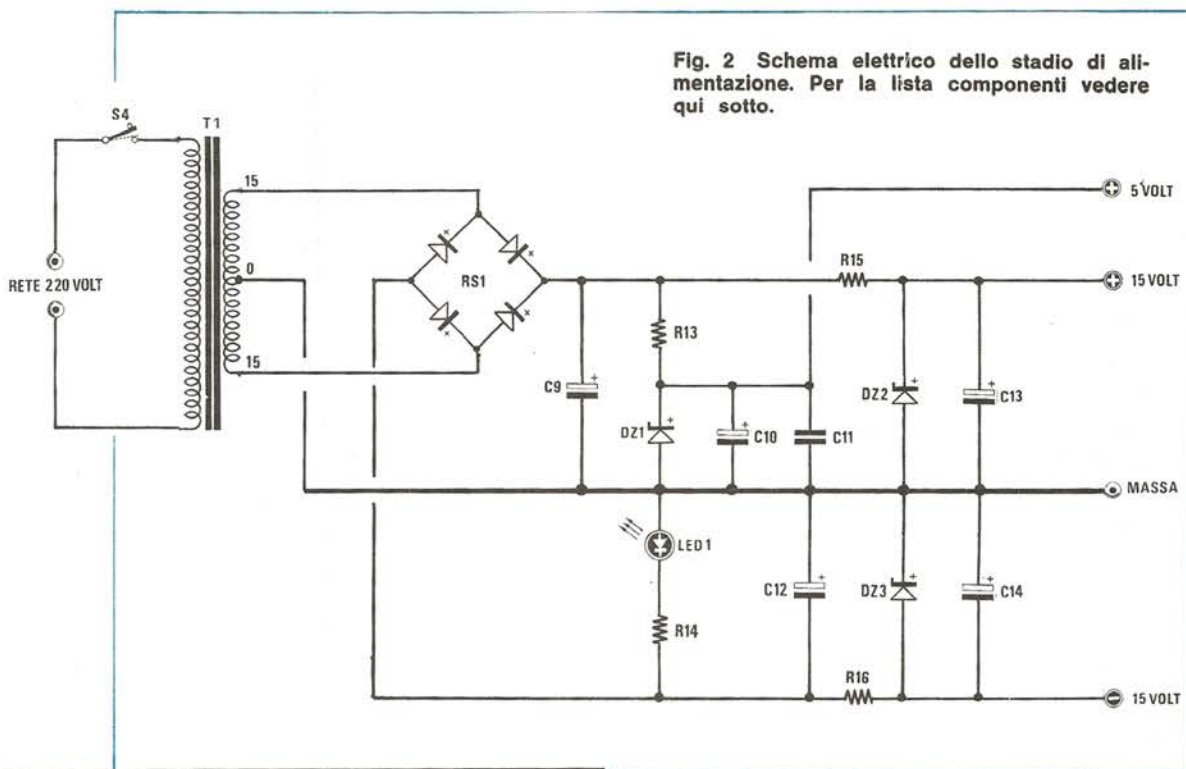 Fig. 2 Schema elettrico dello stadio di ali-
mentazione. Per la lista componenti vedere
qui sotto.
S4
T1
15
5 VOLT
0
R15
RETE 220 VOLT
RS1
15 VOLT
R13
15
C9
DZ2
C13
DZ1
C10
C11
MASSA
LED 1
C12
DZ3
C14
R14
R16
15 VOLT